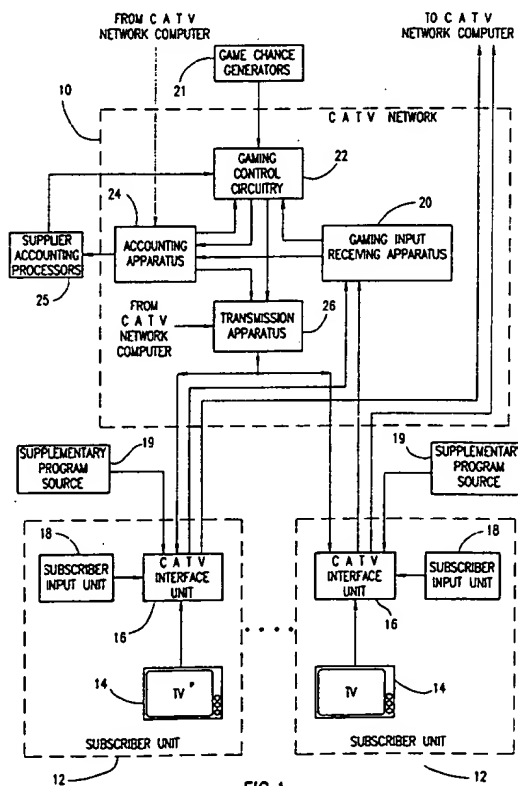 FROM C A T V
NETWORK COMPUTER
TO C A T V
NETWORK COMPUTER
GAME CHANCE
GENERATORS
21
10
C A T V NETWORK
GAMING
CONTROL
CIRCUITRY
22
24
20
ACCOUNTING
APPARATUS
GAMING INPUT
RECEIVING APPARATUS
SUPPLIER
ACCOUNTING
PROCESSORS
25
FROM
C A T V
NETWORK
COMPUTER
TRANSMISSION
APPARATUS
26
19
SUPPLEMENTARY
PROGRAM
SOURCE
19
SUPPLEMENTARY
PROGRAM
SOURCE
18
SUBSCRIBER
INPUT UNIT
C A T V
INTERFACE
UNIT
16
14
TV
SUBSCRIBER UNIT
12
C A T V
INTERFACE
UNIT
16
18
SUBSCRIBER
INPUT UNIT
TV
14
SUBSCRIBER UNIT
12